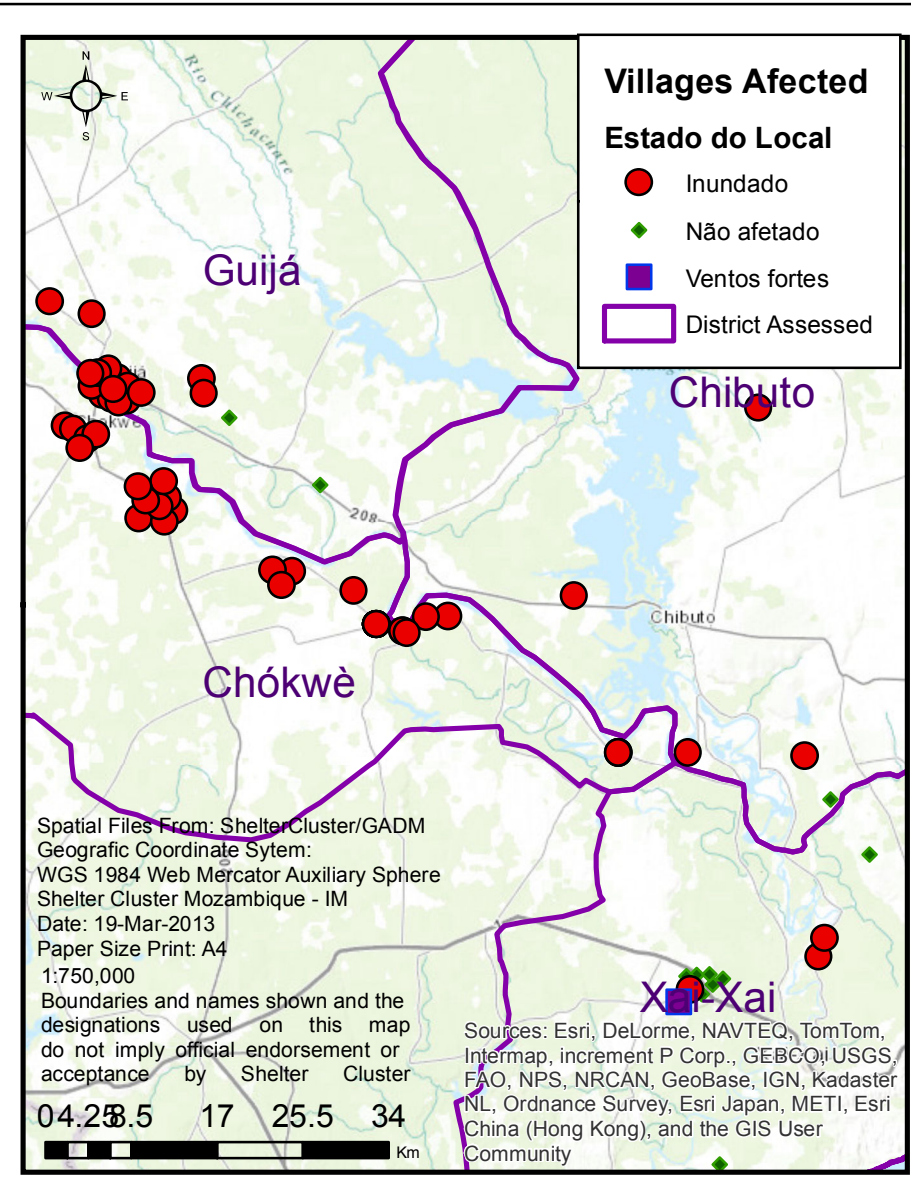 N
W
E
S
Rio Chichacuare
Villages Afected
Estado do Local
Inundado
Não afetado
Ventos fortes
District Assessed
Guijá
Chibuto
208
Chibuto
Chókwè
Xai-Xai
Spatial Files From: ShelterCluster/GADM
Geografic Coordinate Sytem:
WGS 1984 Web Mercator Auxiliary Sphere
Shelter Cluster Mozambique - IM
Date: 19-Mar-2013
Paper Size Print: A4
1:750,000
Boundaries and names shown and the
designations used on this map
do not imply official endorsement or
acceptance by Shelter Cluster
0 4.25 8.5 17 25.5 34
Km
Sources: Esri, DeLorme, NAVTEQ, TomTom,
Intermap, increment P Corp., GEBCO, USGS,
FAO, NPS, NRCAN, GeoBase, IGN, Kadaster
NL, Ordnance Survey, Esri Japan, METI, Esri
China (Hong Kong), and the GIS User
Community